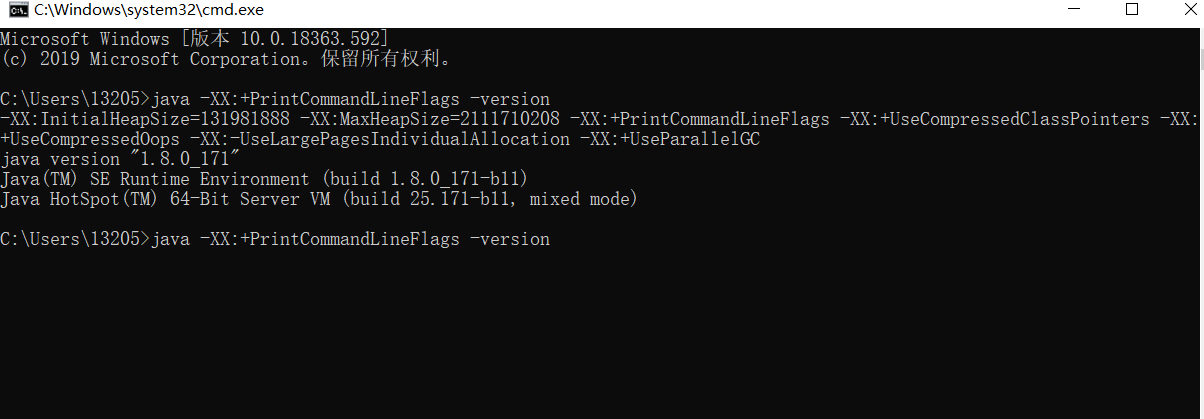 C:\Windows\system32\cmd.exe
Microsoft Windows [版本 10.0.18363.592]
(c) 2019 Microsoft Corporation。保留所有权利。
C:\Users\13205>java -XX:+PrintCommandLineFlags -version
-XX:InitialHeapSize=131981888 -XX:MaxHeapSize=2111710208 -XX:+PrintCommandLineFlags -XX:+UseCompressedClassPointers -XX:
+UseCompressedOops -XX:-UseLargePagesIndividualAllocation -XX:+UseParallelGC
java version "1.8.0_171"
Java(TM) SE Runtime Environment (build 1.8.0_171-b11)
Java HotSpot(TM) 64-Bit Server VM (build 25.171-b11, mixed mode)
C:\Users\13205>java -XX:+PrintCommandLineFlags -version